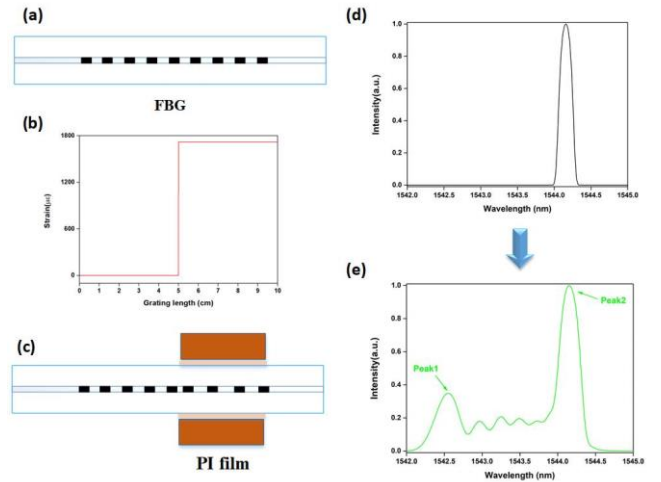 (a)
FBG
(b)
Strain(με)
1800
1200
600
0
0 1 2 3 4 5 6 7 8 9 10
Grating length (cm)
(c)
PI film
(d)
Intensity(a.u.)
1.0
0.8
0.6
0.4
0.2
0.0
1542.0 1542.5 1543.0 1543.5 1544.0 1544.5 1545.0
Wavelength (nm)
(e)
Intensity(a.u.)
1.0
0.8
0.6
0.4
0.2
0.0
Peak1
Peak2
1542.0 1542.5 1543.0 1543.5 1544.0 1544.5 1545.0
Wavelength (nm)